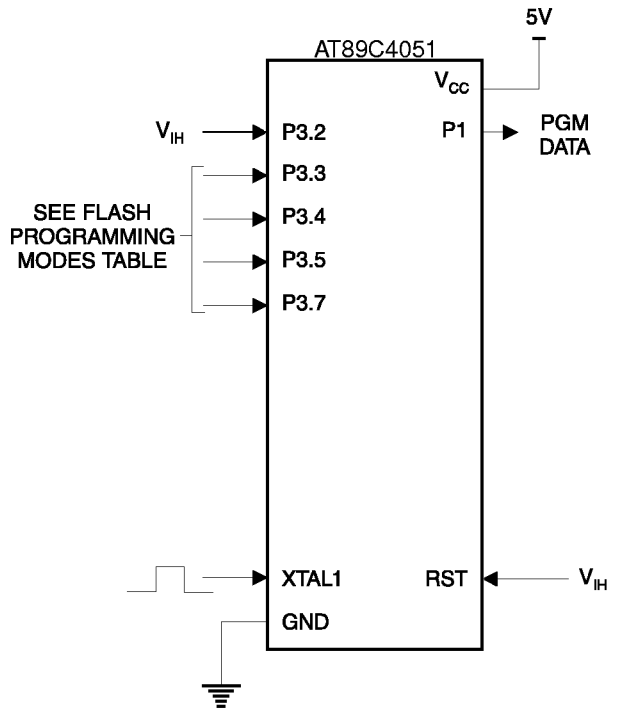 5V
AT89C4051
VCC
VIH
P3.2
P1
PGM
DATA
P3.3
SEE FLASH
PROGRAMMING
MODES TABLE
P3.4
P3.5
P3.7
XTAL1
RST
VIH
GND